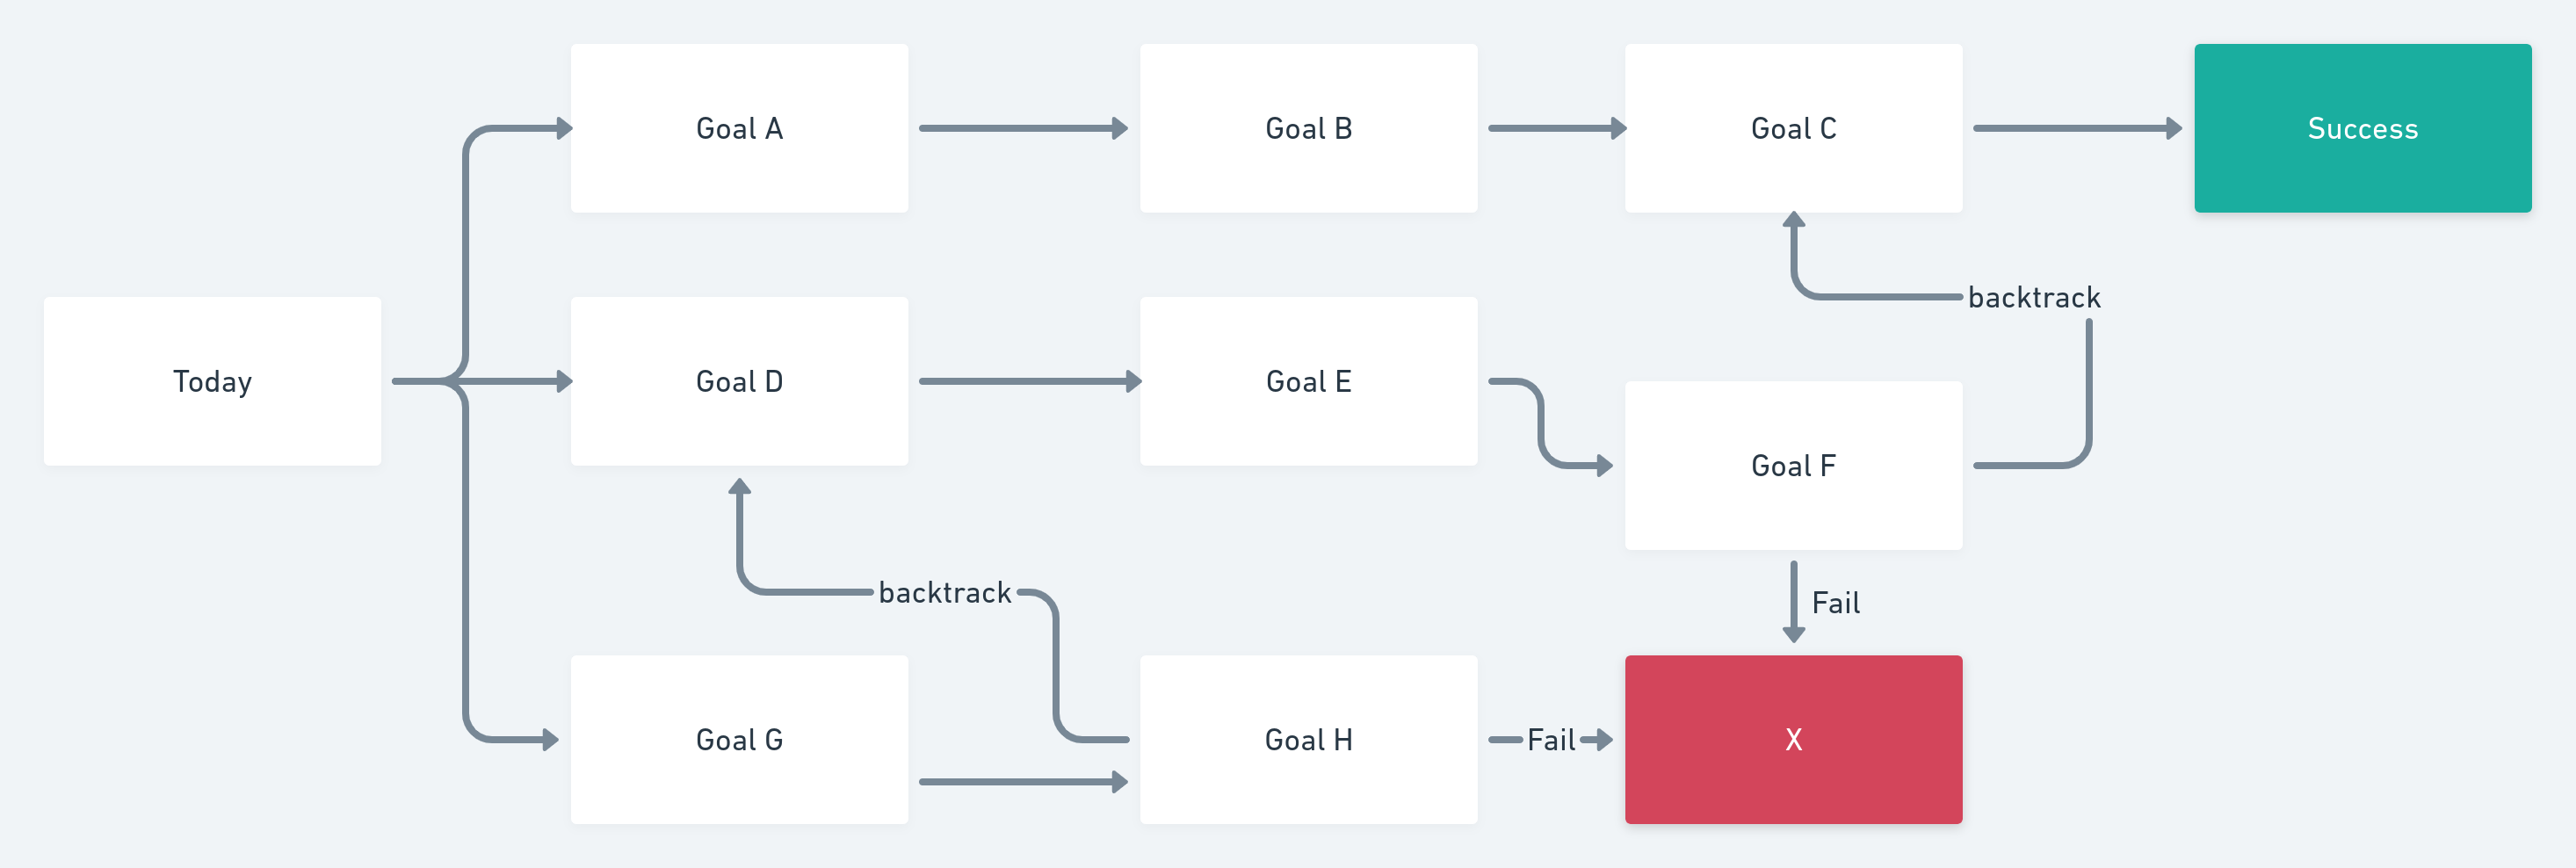 Goal A
Goal B
Goal C
Success
backtrack
Today
Goal D
Goal E
Goal F
backtrack
Fail
Goal G
Goal H
Fail
X